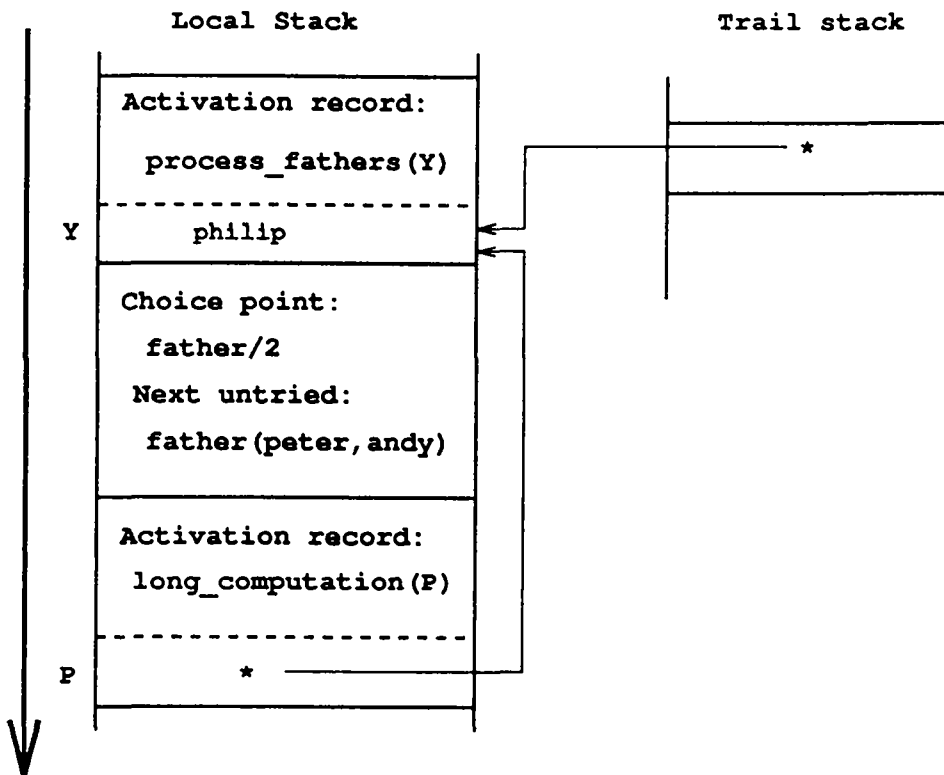 Local Stack
Trail stack
Activation record:
process_fathers(Y)
*
Y
philip
Choice point:
father/2
Next untried:
father(peter,andy)
Activation record:
long_computation(P)
P
*